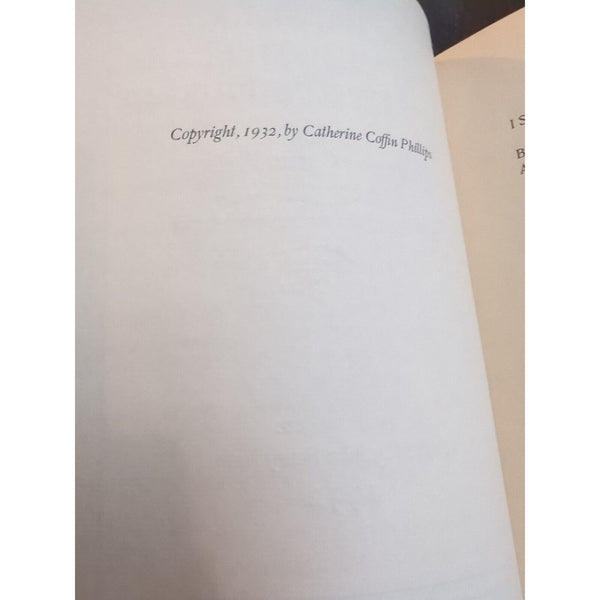 Copyright, 1932, by Catherine Coffin Phillips
I S
B
A